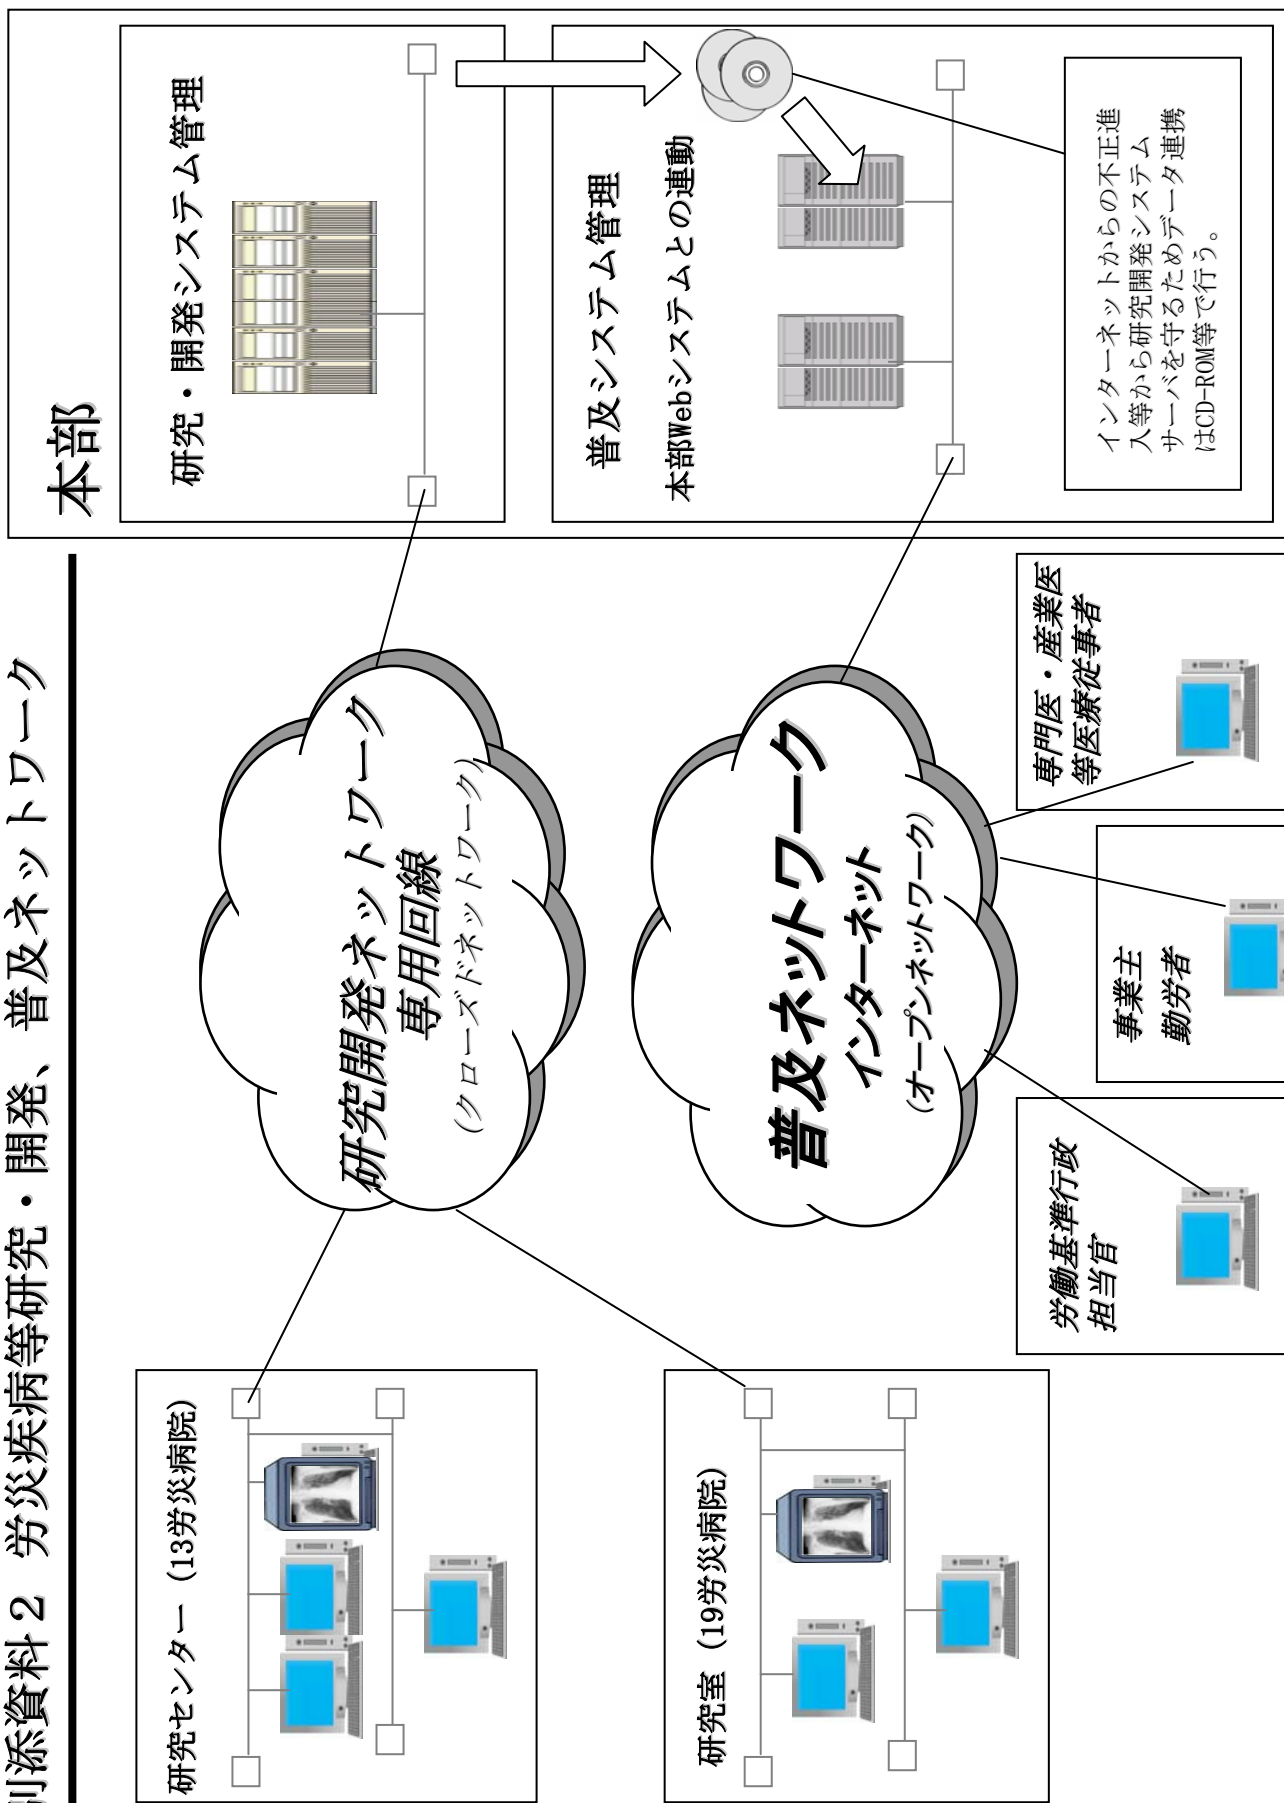 別添資料２　労災疾病等研究・開発、普及ネットワーク
本部
研究・開発システム管理
普及システム管理
本部Webシステムとの連動
インターネットからの不正進
入等から研究開発システム
サーバを守るためデータ連携
はCD-ROM等で行う。
研究開発ネットワーク
専用回線
(クローズドネットワーク)
普及ネットワーク
インターネット
(オープンネットワーク)
研究センター（13労災病院）
研究室（19労災病院）
労働基準行政
担当官
事業主
勤労者
専門医・産業医
等医療従事者